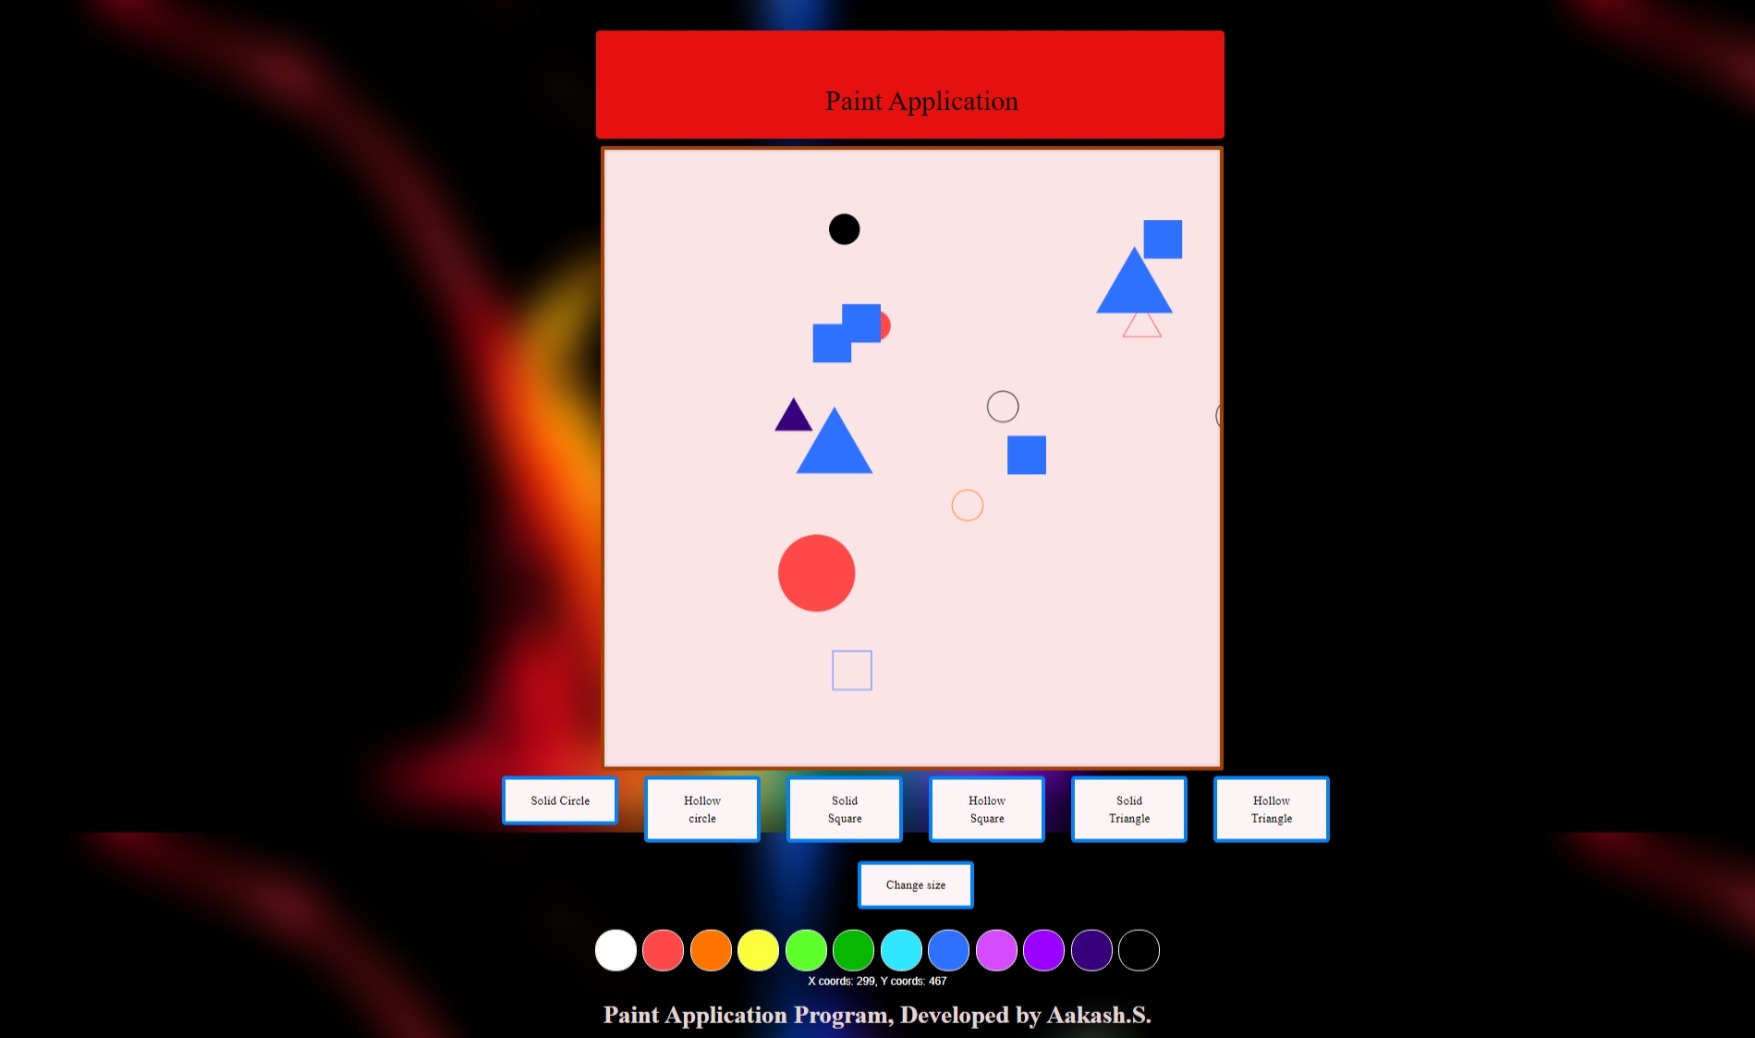 Paint Application
Solid Circle
Hollow
circle
Solid
Square
Hollow
Square
Solid
Triangle
Hollow
Triangle
Change size
X coords: 299, Y coords: 467
Paint Application Program, Developed by Aakash.S.